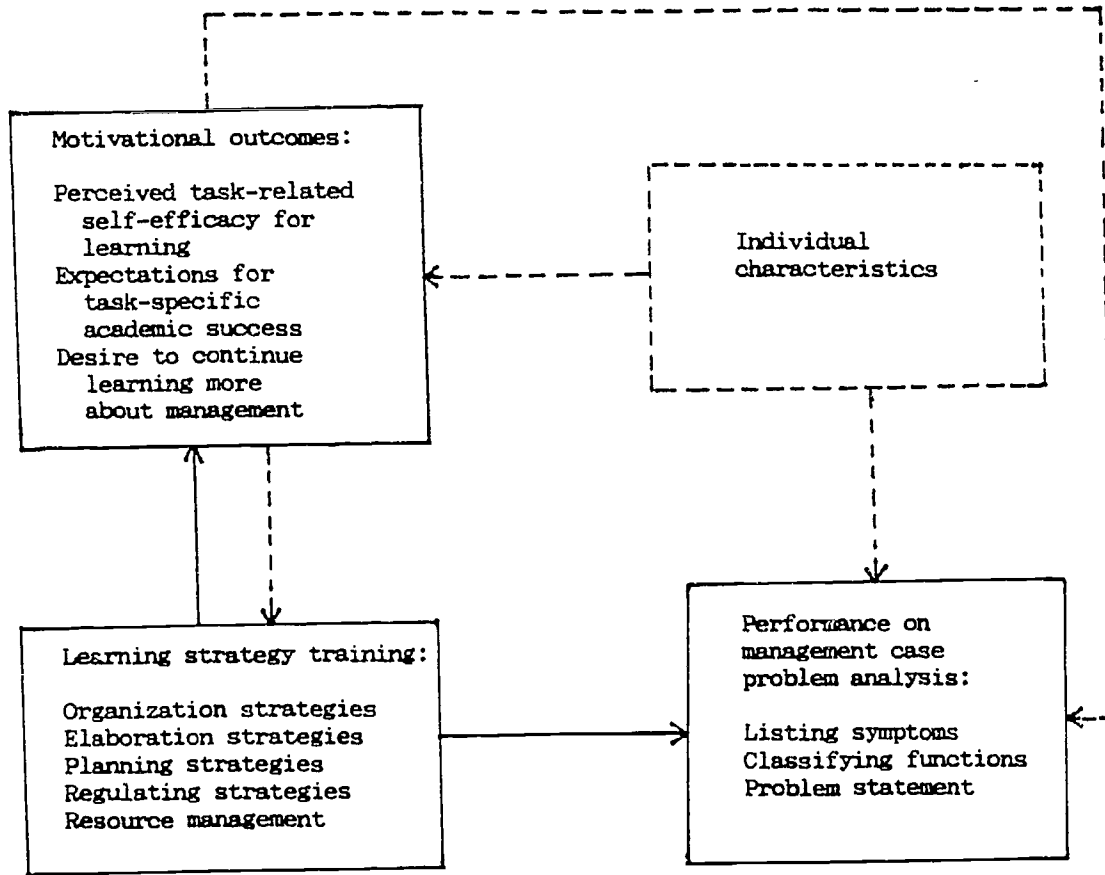 Motivational outcomes:
Perceived task-related
self-efficacy for
learning
Expectations for
task-specific
academic success
Desire to continue
learning more
about management
Individual
characteristics
Learning strategy training:
Organization strategies
Elaboration strategies
Planning strategies
Regulating strategies
Resource management
Performance on
management case
problem analysis:
Listing symptoms
Classifying functions
Problem statement